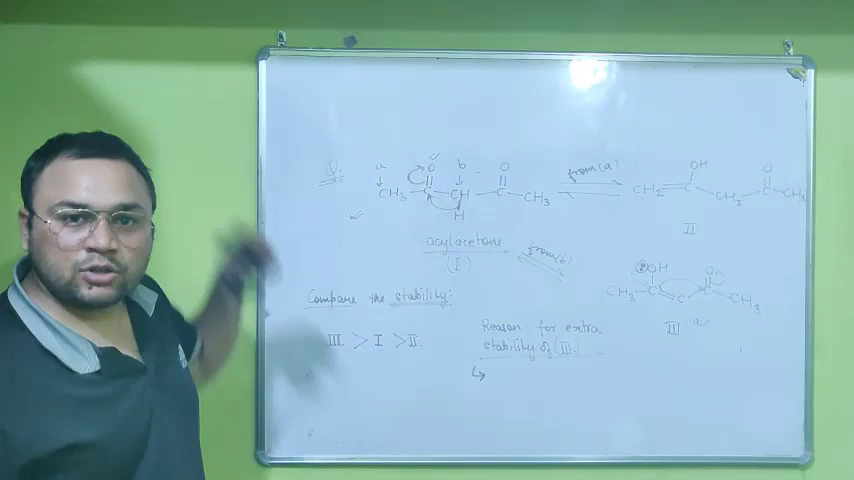 Q. a b
O O
CH₃ – C – CH – C – CH₃
H
acylacetone
(I)
from (a)
OH O
CH₂ = C – CH₂ – C – CH₃
II
from (b)
OH O
CH₃ – C = C – C – CH₃
III
Compare the stability:
III > I > II.
Reason for extra
stability of (III)